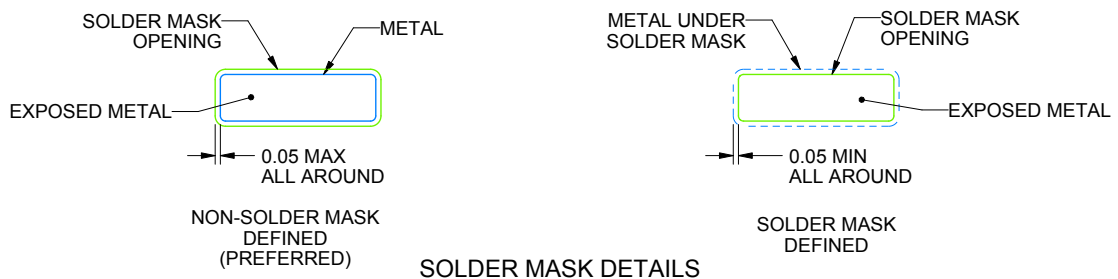 SOLDER MASK
OPENING
METAL
EXPOSED METAL
0.05 MAX
ALL AROUND
NON-SOLDER MASK
DEFINED
(PREFERRED)
METAL UNDER
SOLDER MASK
SOLDER MASK
OPENING
EXPOSED METAL
0.05 MIN
ALL AROUND
SOLDER MASK
DEFINED
SOLDER MASK DETAILS